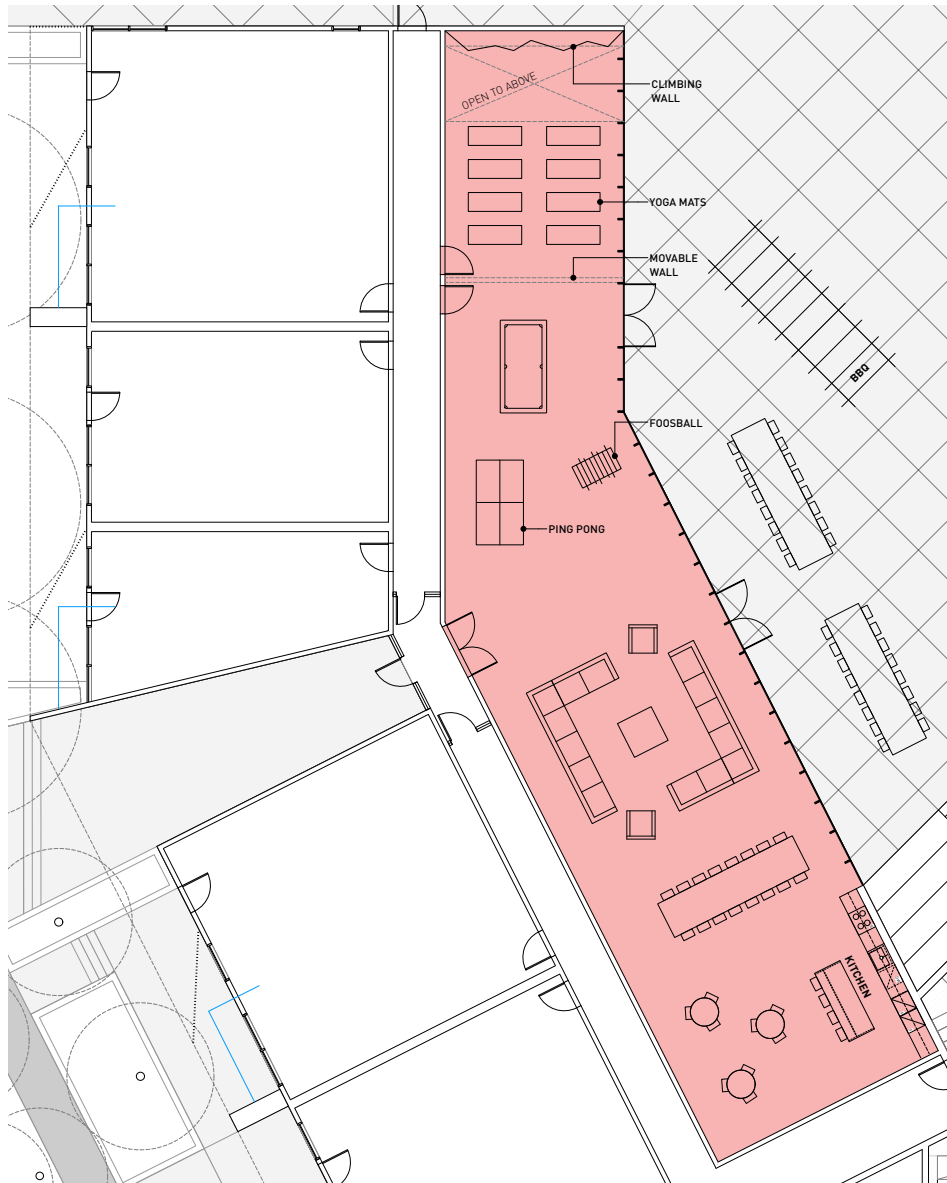 OPEN TO ABOVE
CLIMBING
WALL
YOGA MATS
MOVABLE
WALL
BBQ
FOOSBALL
PING PONG
KITCHEN